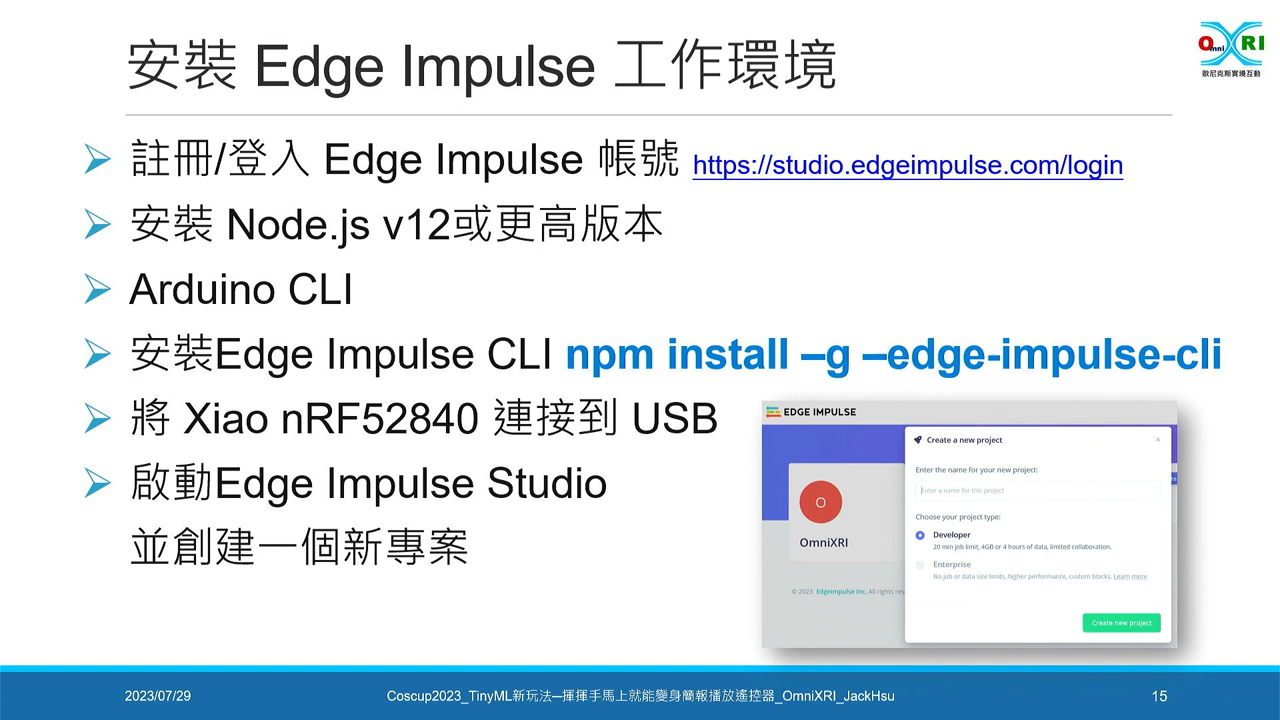 安裝 Edge Impulse 工作環境
Omni XRI
歐尼克斯實境互動
註冊/登入 Edge Impulse 帳號 https://studio.edgeimpulse.com/login
安裝 Node.js v12或更高版本
Arduino CLI
安裝Edge Impulse CLI npm install –g –edge-impulse-cli
將 Xiao nRF52840 連接到 USB
啟動Edge Impulse Studio
並創建一個新專案
EDGE IMPULSE
Create a new project
×
Enter the name for your new project:
Enter a name for this project
Choose your project type:
Developer
20 min job limit, 4GB or 4 hours of data, limited collaboration.
Enterprise
No job or data size limits, higher performance, custom blocks. Learn more
Create new project
O
OmniXRI
© 2023 EdgeImpulse Inc. All rights res
2023/07/29
Coscup2023_TinyML新玩法─揮揮手馬上就能變身簡報播放遙控器_OmniXRI_JackHsu
15